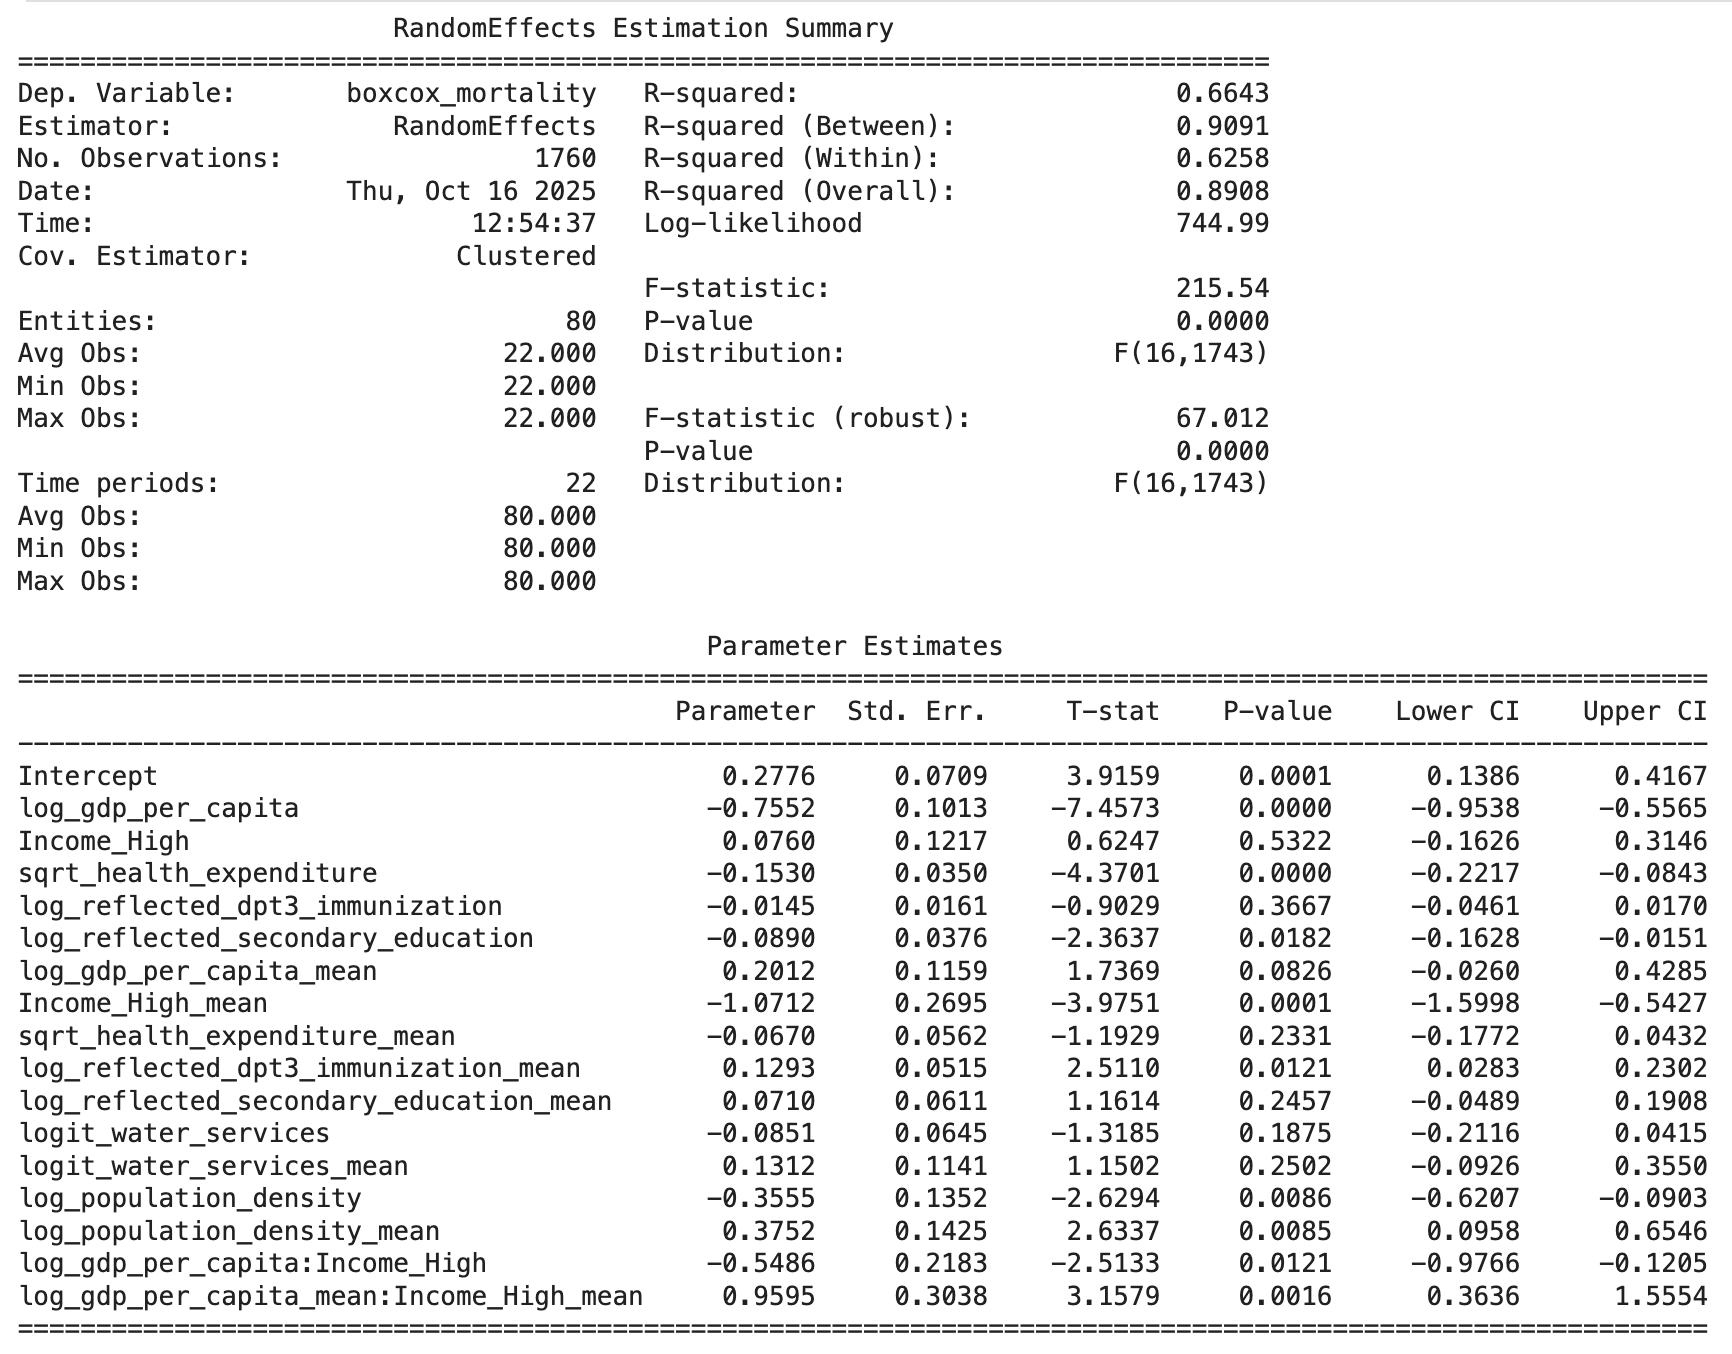 RandomEffects Estimation Summary
================================================================================
Dep. Variable: boxcox_mortality R-squared: 0.6643
Estimator: RandomEffects R-squared (Between): 0.9091
No. Observations: 1760 R-squared (Within): 0.6258
Date: Thu, Oct 16 2025 R-squared (Overall): 0.8908
Time: 12:54:37 Log-likelihood 744.99
Cov. Estimator: Clustered
F-statistic: 215.54
Entities: 80 P-value 0.0000
Avg Obs: 22.000 Distribution: F(16,1743)
Min Obs: 22.000
Max Obs: 22.000 F-statistic (robust): 67.012
P-value 0.0000
Time periods: 22 Distribution: F(16,1743)
Avg Obs: 80.000
Min Obs: 80.000
Max Obs: 80.000
Parameter Estimates
============================================================================================================
Parameter Std. Err. T-stat P-value Lower CI Upper CI
------------------------------------------------------------------------------------------------------------
Intercept 0.2776 0.0709 3.9159 0.0001 0.1386 0.4167
log_gdp_per_capita -0.7552 0.1013 -7.4573 0.0000 -0.9538 -0.5565
Income_High 0.0760 0.1217 0.6247 0.5322 -0.1626 0.3146
sqrt_health_expenditure -0.1530 0.0350 -4.3701 0.0000 -0.2217 -0.0843
log_reflected_dpt3_immunization -0.0145 0.0161 -0.9029 0.3667 -0.0461 0.0170
log_reflected_secondary_education -0.0890 0.0376 -2.3637 0.0182 -0.1628 -0.0151
log_gdp_per_capita_mean 0.2012 0.1159 1.7369 0.0826 -0.0260 0.4285
Income_High_mean -1.0712 0.2695 -3.9751 0.0001 -1.5998 -0.5427
sqrt_health_expenditure_mean -0.0670 0.0562 -1.1929 0.2331 -0.1772 0.0432
log_reflected_dpt3_immunization_mean 0.1293 0.0515 2.5110 0.0121 0.0283 0.2302
log_reflected_secondary_education_mean 0.0710 0.0611 1.1614 0.2457 -0.0489 0.1908
logit_water_services -0.0851 0.0645 -1.3185 0.1875 -0.2116 0.0415
logit_water_services_mean 0.1312 0.1141 1.1502 0.2502 -0.0926 0.3550
log_population_density -0.3555 0.1352 -2.6294 0.0086 -0.6207 -0.0903
log_population_density_mean 0.3752 0.1425 2.6337 0.0085 0.0958 0.6546
log_gdp_per_capita:Income_High -0.5486 0.2183 -2.5133 0.0121 -0.9766 -0.1205
log_gdp_per_capita_mean:Income_High_mean 0.9595 0.3038 3.1579 0.0016 0.3636 1.5554
============================================================================================================